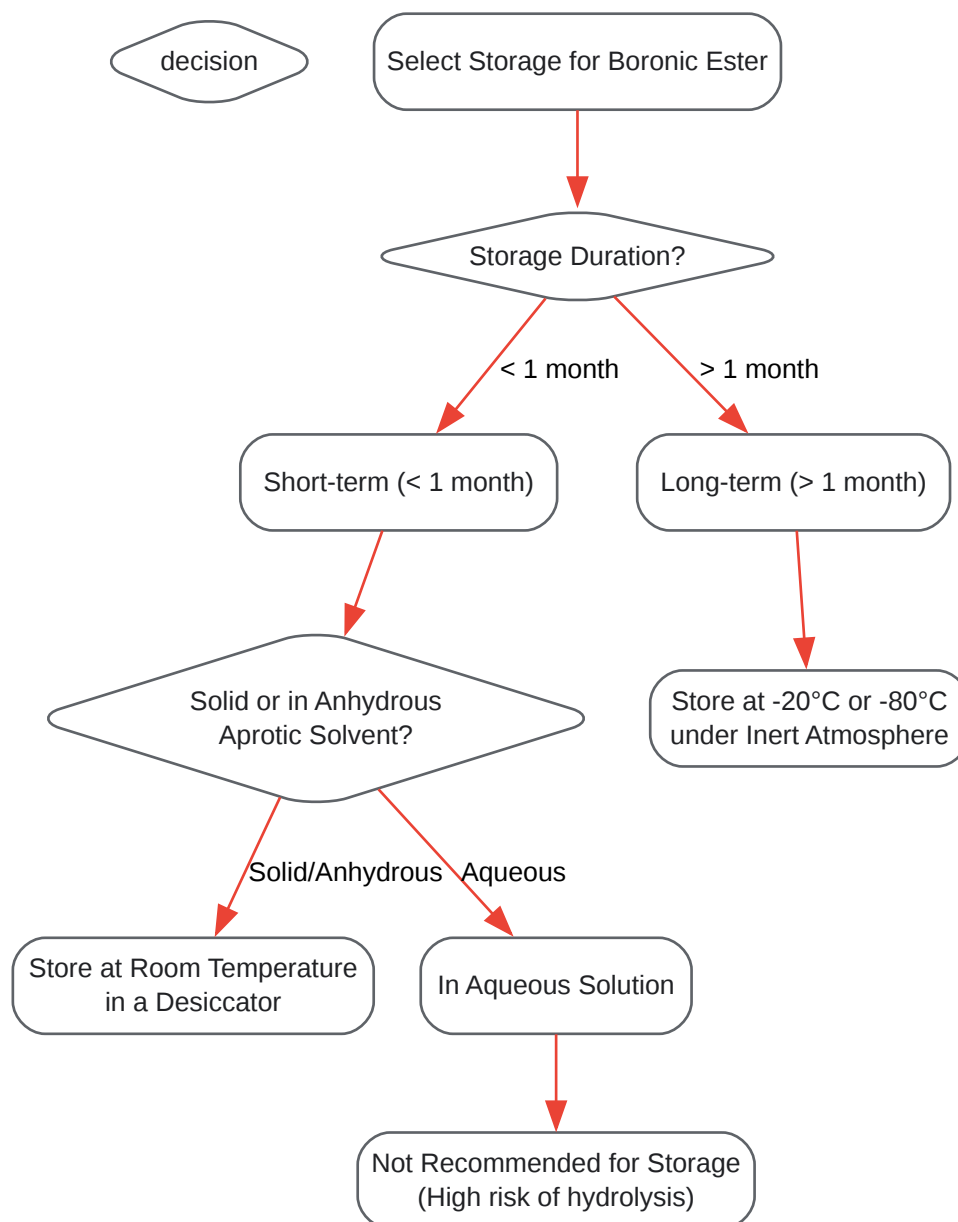 decision
Select Storage for Boronic Ester
Storage Duration?
< 1 month
> 1 month
Short-term (< 1 month)
Long-term (> 1 month)
Solid or in Anhydrous
Aprotic Solvent?
Store at -20°C or -80°C
under Inert Atmosphere
Solid/Anhydrous
Aqueous
Store at Room Temperature
in a Desiccator
In Aqueous Solution
Not Recommended for Storage
(High risk of hydrolysis)